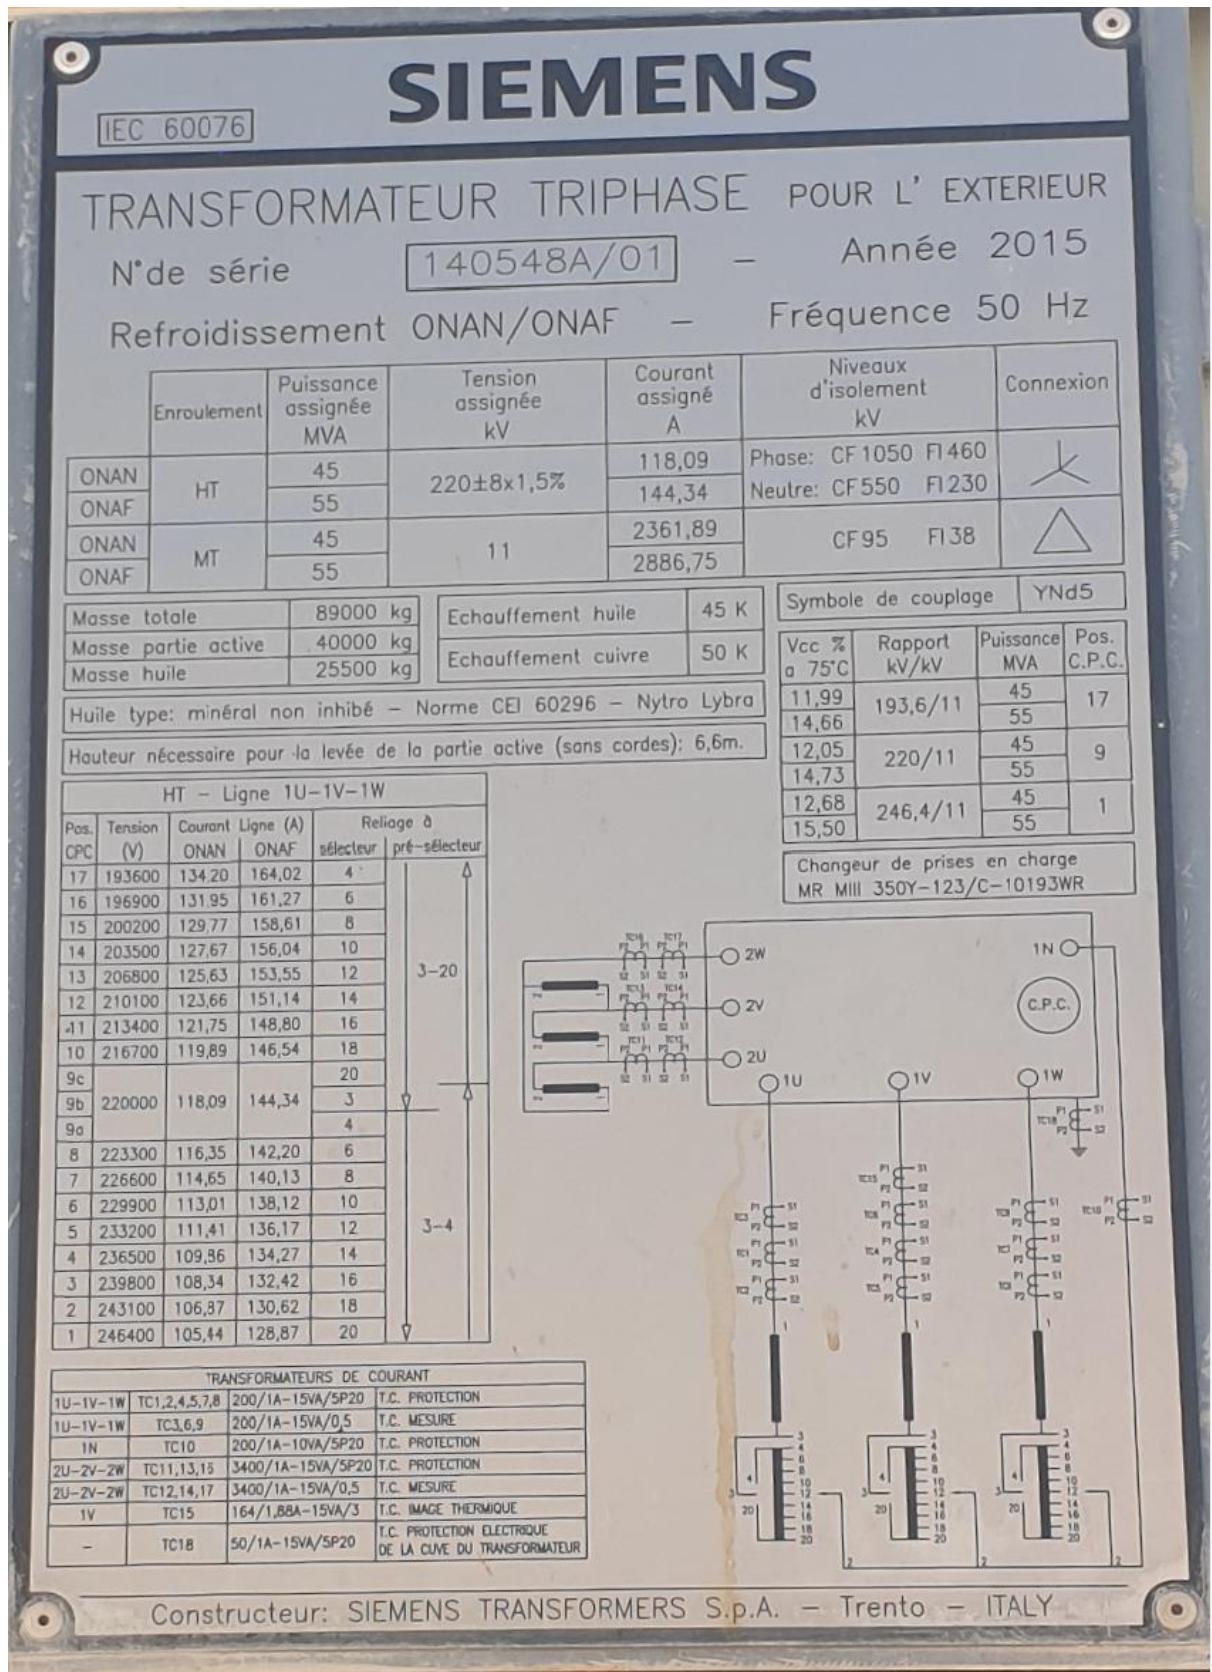 SIEMENS
IEC 60076
TRANSFORMATEUR TRIPHASE POUR L' EXTERIEUR
N°de série 140548A/01 – Année 2015
Refroidissement ONAN/ONAF – Fréquence 50 Hz
Enroulement Puissance assignée MVA Tension assignée kV Courant assigné A Niveaux d'isolement kV Connexion
ONAN HT 45 220±8x1,5% 118,09 Phase: CF 1050 FI 460
ONAF 55 144,34 Neutre: CF 550 FI 230
ONAN MT 45 11 2361,89 CF 95 FI 38
ONAF 55 2886,75
Masse totale 89000 kg
Masse partie active 40000 kg
Masse huile 25500 kg
Echauffement huile 45 K
Echauffement cuivre 50 K
Symbole de couplage YNd5
Huile type: minéral non inhibé – Norme CEI 60296 – Nytro Lybra
Hauteur nécessaire pour la levée de la partie active (sans cordes): 6,6m.
Vcc % a 75°C Rapport kV/kV Puissance MVA Pos. C.P.C.
11,99 193,6/11 45 17
14,66 55
12,05 220/11 45 9
14,73 55
12,68 246,4/11 45 1
15,50 55
Changeur de prises en charge
MR MIII 350Y-123/C-10193WR
HT – Ligne 1U-1V-1W
Pos. CPC Tension (V) Courant Ligne (A) ONAN ONAF Reliage à sélecteur pré-sélecteur
17 193600 134.20 164,02 4
16 196900 131.95 161,27 6
15 200200 129,77 158,61 8
14 203500 127,67 156,04 10
13 206800 125,63 153,55 12 3-20
12 210100 123,66 151,14 14
11 213400 121,75 148,80 16
10 216700 119,89 146,54 18
9c 20
9b 220000 118,09 144,34 3
9a 4
8 223300 116,35 142,20 6
7 226600 114,65 140,13 8
6 229900 113,01 138,12 10
5 233200 111,41 136,17 12 3-4
4 236500 109,86 134,27 14
3 239800 108,34 132,42 16
2 243100 106,87 130,62 18
1 246400 105,44 128,87 20
2W
2V
2U
1N
C.P.C.
1U 1V 1W
TRANSFORMATEURS DE COURANT
1U-1V-1W TC1,2,4,5,7,8 200/1A-15VA/5P20 T.C. PROTECTION
1U-1V-1W TC3,6,9 200/1A-15VA/0,5 T.C. MESURE
1N TC10 200/1A-10VA/5P20 T.C. PROTECTION
2U-2V-2W TC11,13,15 3400/1A-15VA/5P20 T.C. PROTECTION
2U-2V-2W TC12,14,17 3400/1A-15VA/0,5 T.C. MESURE
1V TC15 164/1,88A-15VA/3 T.C. IMAGE THERMIQUE
– TC18 50/1A-15VA/5P20 T.C. PROTECTION ELECTRIQUE
DE LA CUVE DU TRANSFORMATEUR
Constructeur: SIEMENS TRANSFORMERS S.p.A. – Trento – ITALY